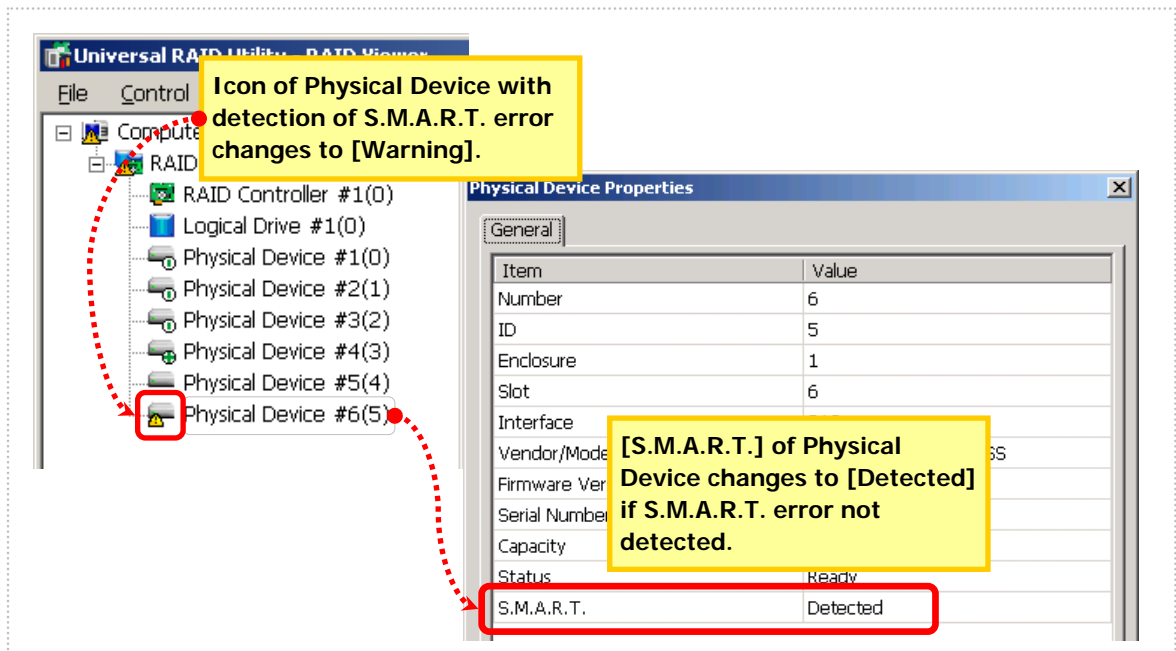 Universal RAID Utility - RAID Viewer
File Control
Icon of Physical Device with
detection of S.M.A.R.T. error
changes to [Warning].
Compute
RAID
RAID Controller #1(0)
Logical Drive #1(0)
Physical Device #1(0)
Physical Device #2(1)
Physical Device #3(2)
Physical Device #4(3)
Physical Device #5(4)
Physical Device #6(5)
Physical Device Properties
General
Item Value
Number 6
ID 5
Enclosure 1
Slot 6
Interface
Vendor/Mode SS
Firmware Ver
Serial Number
Capacity
[S.M.A.R.T.] of Physical
Device changes to [Detected]
if S.M.A.R.T. error not
detected.
Status Ready
S.M.A.R.T. Detected